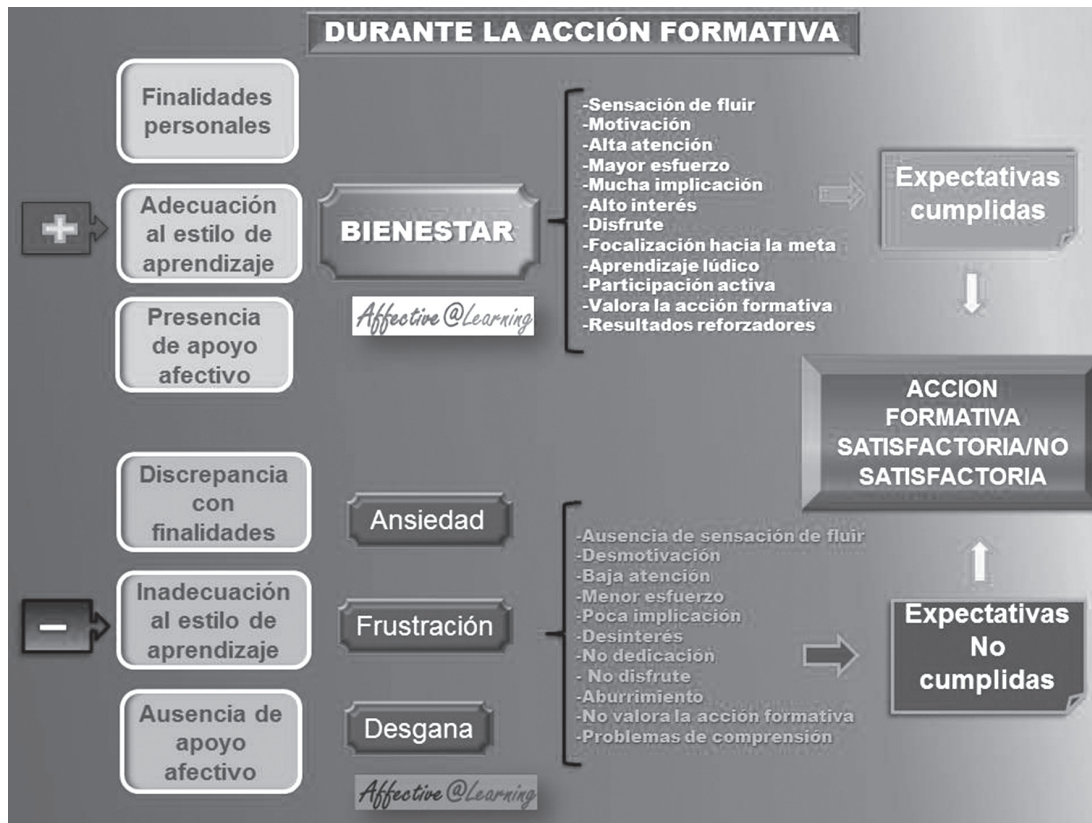 DURANTE LA ACCIÓN FORMATIVA
+
Finalidades
personales
Adecuación
al estilo de
aprendizaje
Presencia
de apoyo
afectivo
BIENESTAR
Affective @Learning
-Sensación de fluir
-Motivación
-Alta atención
-Mayor esfuerzo
-Mucha implicación
-Alto interés
-Disfrute
-Focalización hacia la meta
-Aprendizaje lúdico
-Participación activa
-Valora la acción formativa
-Resultados reforzadores
Expectativas
cumplidas
ACCION
FORMATIVA
SATISFACTORIA/NO
SATISFACTORIA
–
Discrepancia
con
finalidades
Inadecuación
al estilo de
aprendizaje
Ausencia de
apoyo
afectivo
Ansiedad
Frustración
Desgana
Affective @Learning
-Ausencia de sensación de fluir
-Desmotivación
-Baja atención
-Menor esfuerzo
-Poca implicación
-Desinterés
-No dedicación
- No disfrute
-Aburrimiento
-No valora la acción formativa
-Problemas de comprensión
Expectativas
No
cumplidas